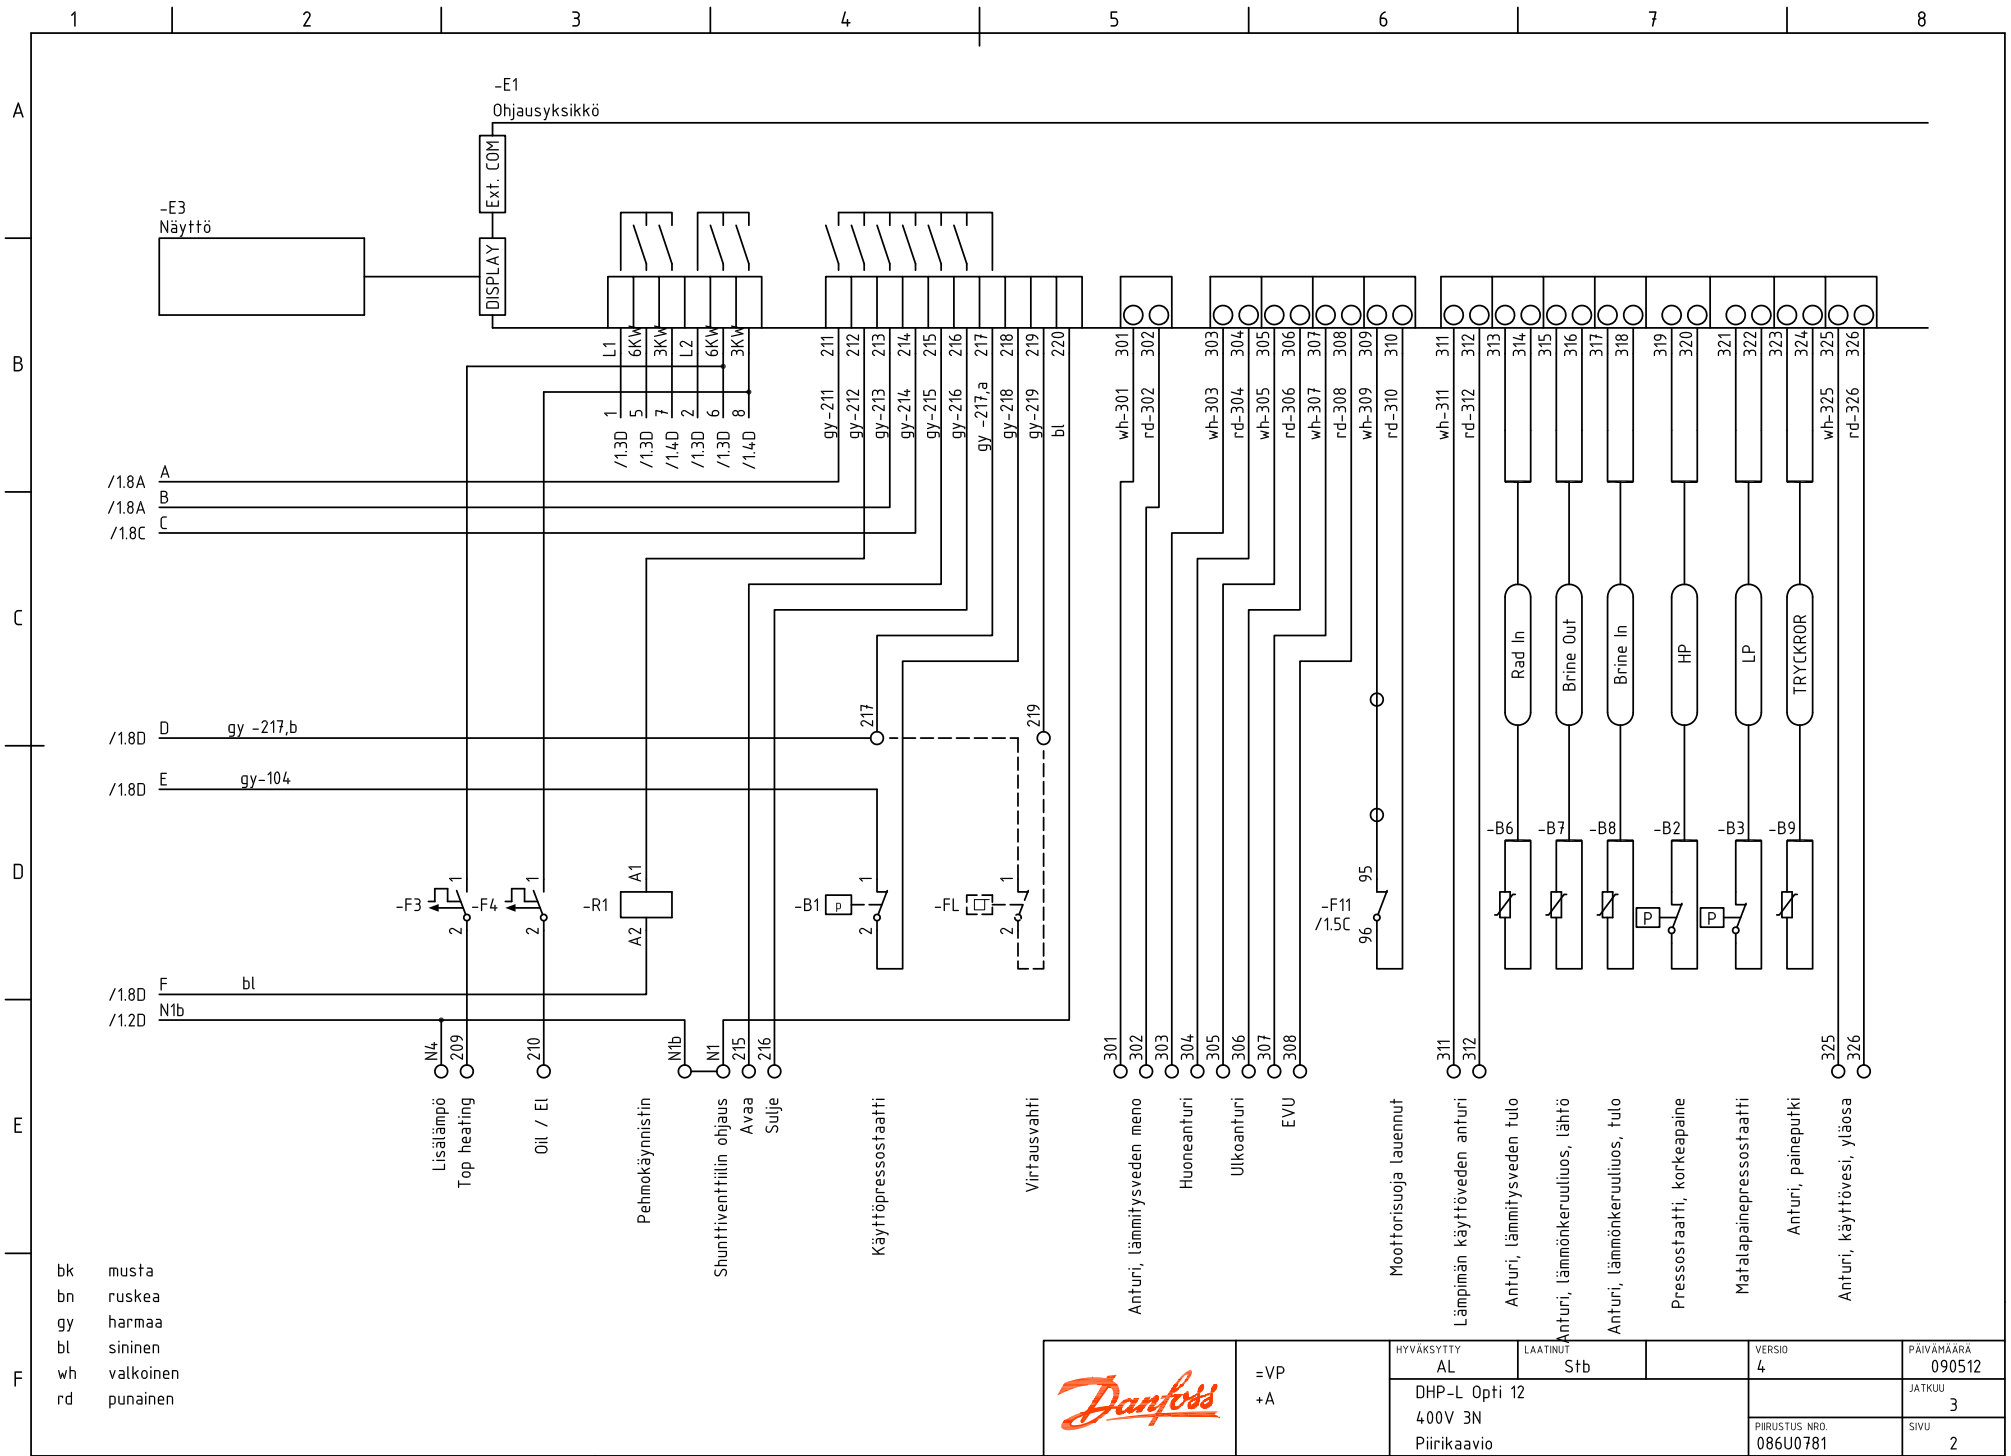 1 2 3 4 5 6 7 8
A
B
C
D
E
F
-E1
Ohjausyksikkö
Ext. COM
-E3
Näyttö
DISPLAY
L1 6KW 3KW L2 6KW 3KW
1 5 7 2 6 8
/1.3D /1.3D /1.4D /1.3D /1.3D /1.4D
211 212 213 214 215 216 217 218 219 220
gy-211 gy-212 gy-213 gy-214 gy-215 gy-216 gy -217,a gy-218 gy-219 bl
301 302 303 304 305 306 307 308 309 310
wh-301 rd-302 wh-303 rd-304 wh-305 rd-306 wh-307 rd-308 wh-309 rd-310
311 312 313 314 315 316 317 318 319 320 321 322 323 324 325 326
wh-311 rd-312 wh-325 rd-326
/1.8A A
/1.8A B
/1.8C C
Rad In
Brine Out
Brine In
HP
LP
TRYCKROR
/1.8D D gy -217,b 217 219
/1.8D E gy-104
-F3 1 2
-F4 1 2
-R1 A1 A2
-B1 p 1 2
-FL 1 2
-F11
/1.5C
95 96
-B6 -B7 -B8 -B2 -B3 -B9
P P
/1.8D F bl
/1.2D N1b
N4 209 210 N1b N1 215 216
301 302 303 304 305 306 307 308
311 312 325 326
Lisälämpö
Top heating
Oil / El
Pehmokäynnistin
Shunttiventtiilin ohjaus
Avaa
Sulje
Käyttöpressostaatti
Virtausvahti
Anturi, lämmitysveden meno
Huoneanturi
Ulkoanturi
EVU
Moottorisuoja lauennut
Lämpimän käyttöveden anturi
Anturi, lämmitysveden tulo
Anturi, lämmönkeruuliuos, lähtö
Anturi, lämmönkeruuliuos, tulo
Pressostaatti, korkeapaine
Matalapainepressostaatti
Anturi, paineputki
Anturi, käyttövesi, yläosa
bk musta
bn ruskea
gy harmaa
bl sininen
wh valkoinen
rd punainen
Danfoss
=VP
+A
HYVÄKSYTTY
AL
LAATINUT
Stb
VERSIO
4
PÄIVÄMÄÄRÄ
090512
DHP-L Opti 12
400V 3N
Piirikaavio
JATKUU
3
PIIRUSTUS NRO.
086U0781
SIVU
2